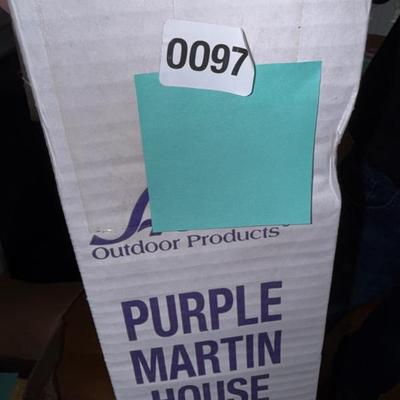 0097
Outdoor Products
PURPLE
MARTIN
HOUSE